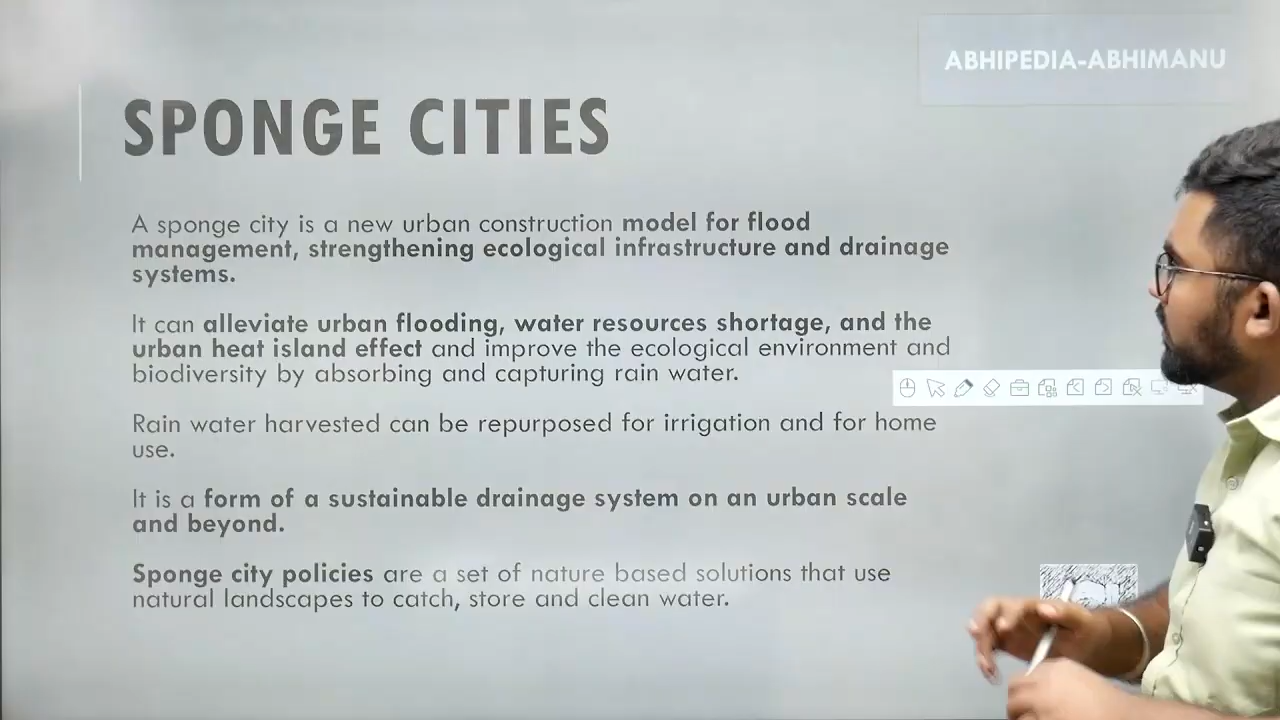 ABHIPEDIA-ABHIMANU
SPONGE CITIES
A sponge city is a new urban construction model for flood
management, strengthening ecological infrastructure and drainage
systems.
It can alleviate urban flooding, water resources shortage, and the
urban heat island effect and improve the ecological environment and
biodiversity by absorbing and capturing rain water.
Rain water harvested can be repurposed for irrigation and for home
use.
It is a form of a sustainable drainage system on an urban scale
and beyond.
Sponge city policies are a set of nature based solutions that use
natural landscapes to catch, store and clean water.